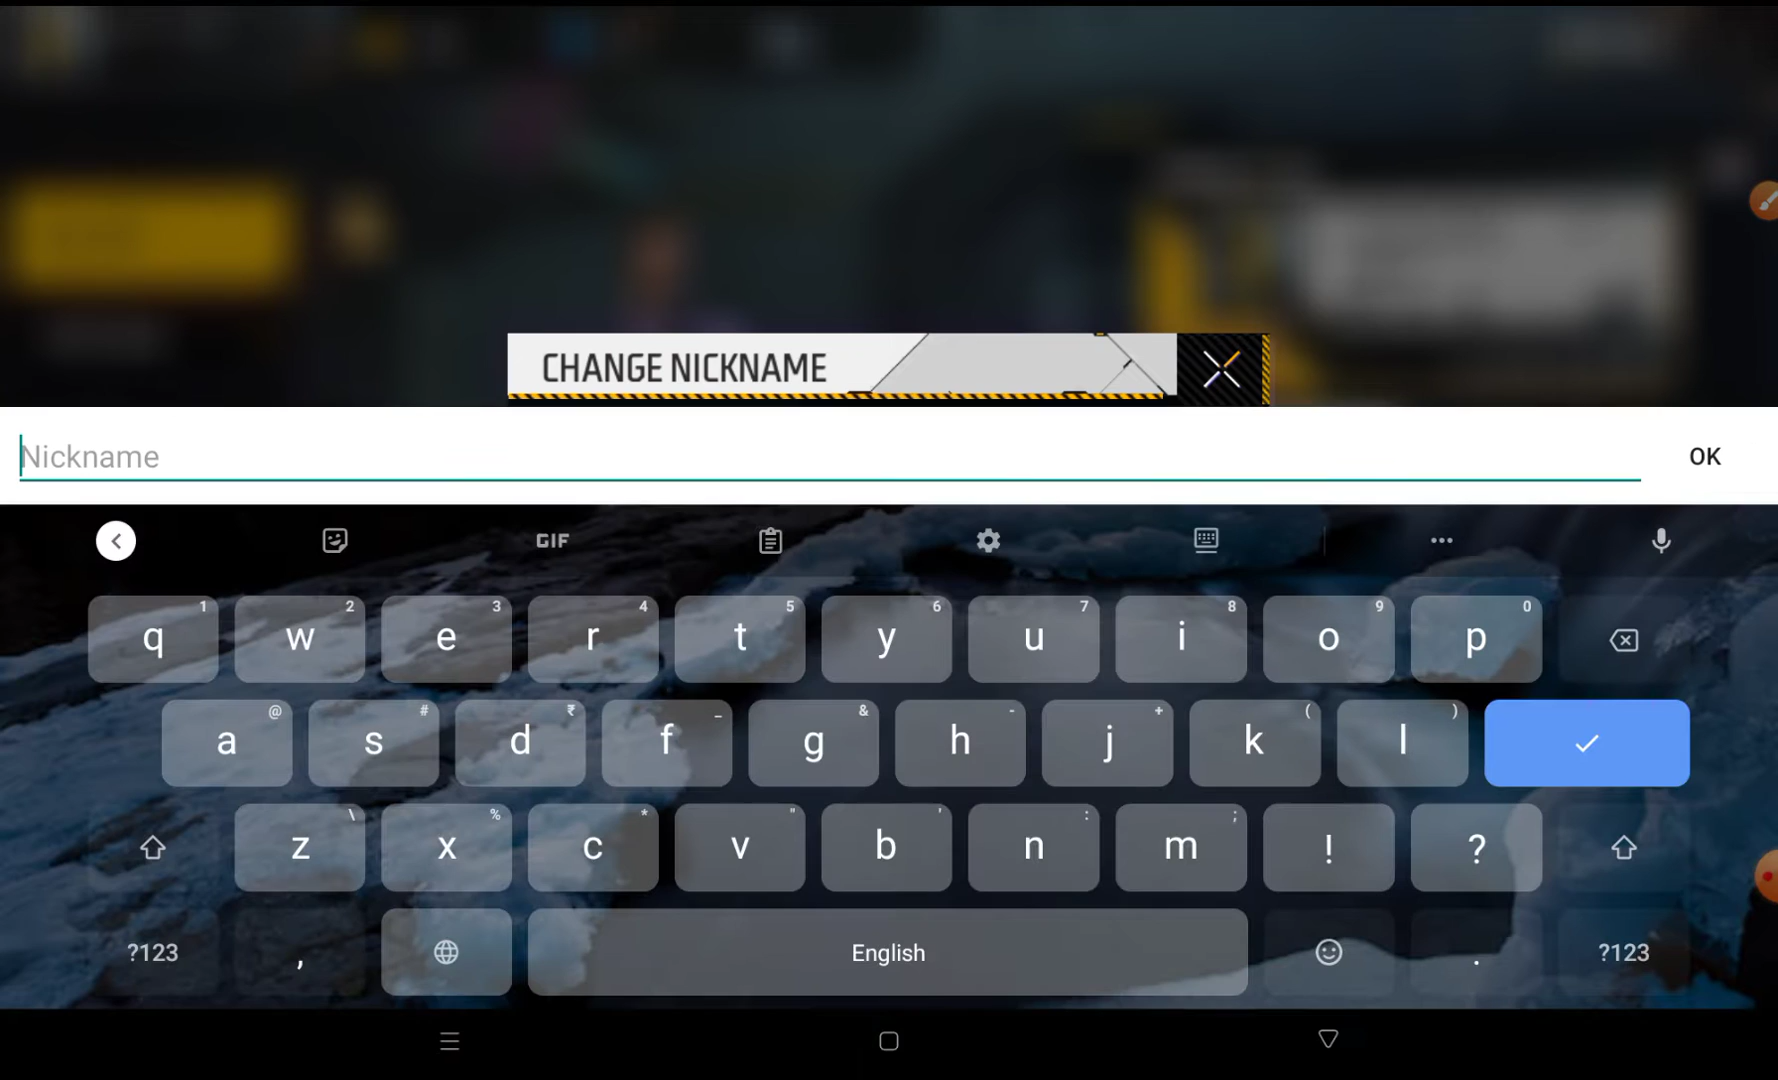 CHANGE NICKNAME
Nickname
OK
GIF
1 2 3 4 5 6 7 8 9 0
q w e r t y u i o p
@ # ₹ _ & - + ( )
a s d f g h j k l
\ % * " ' : ;
z x c v b n m ! ?
?123 , English . ?123